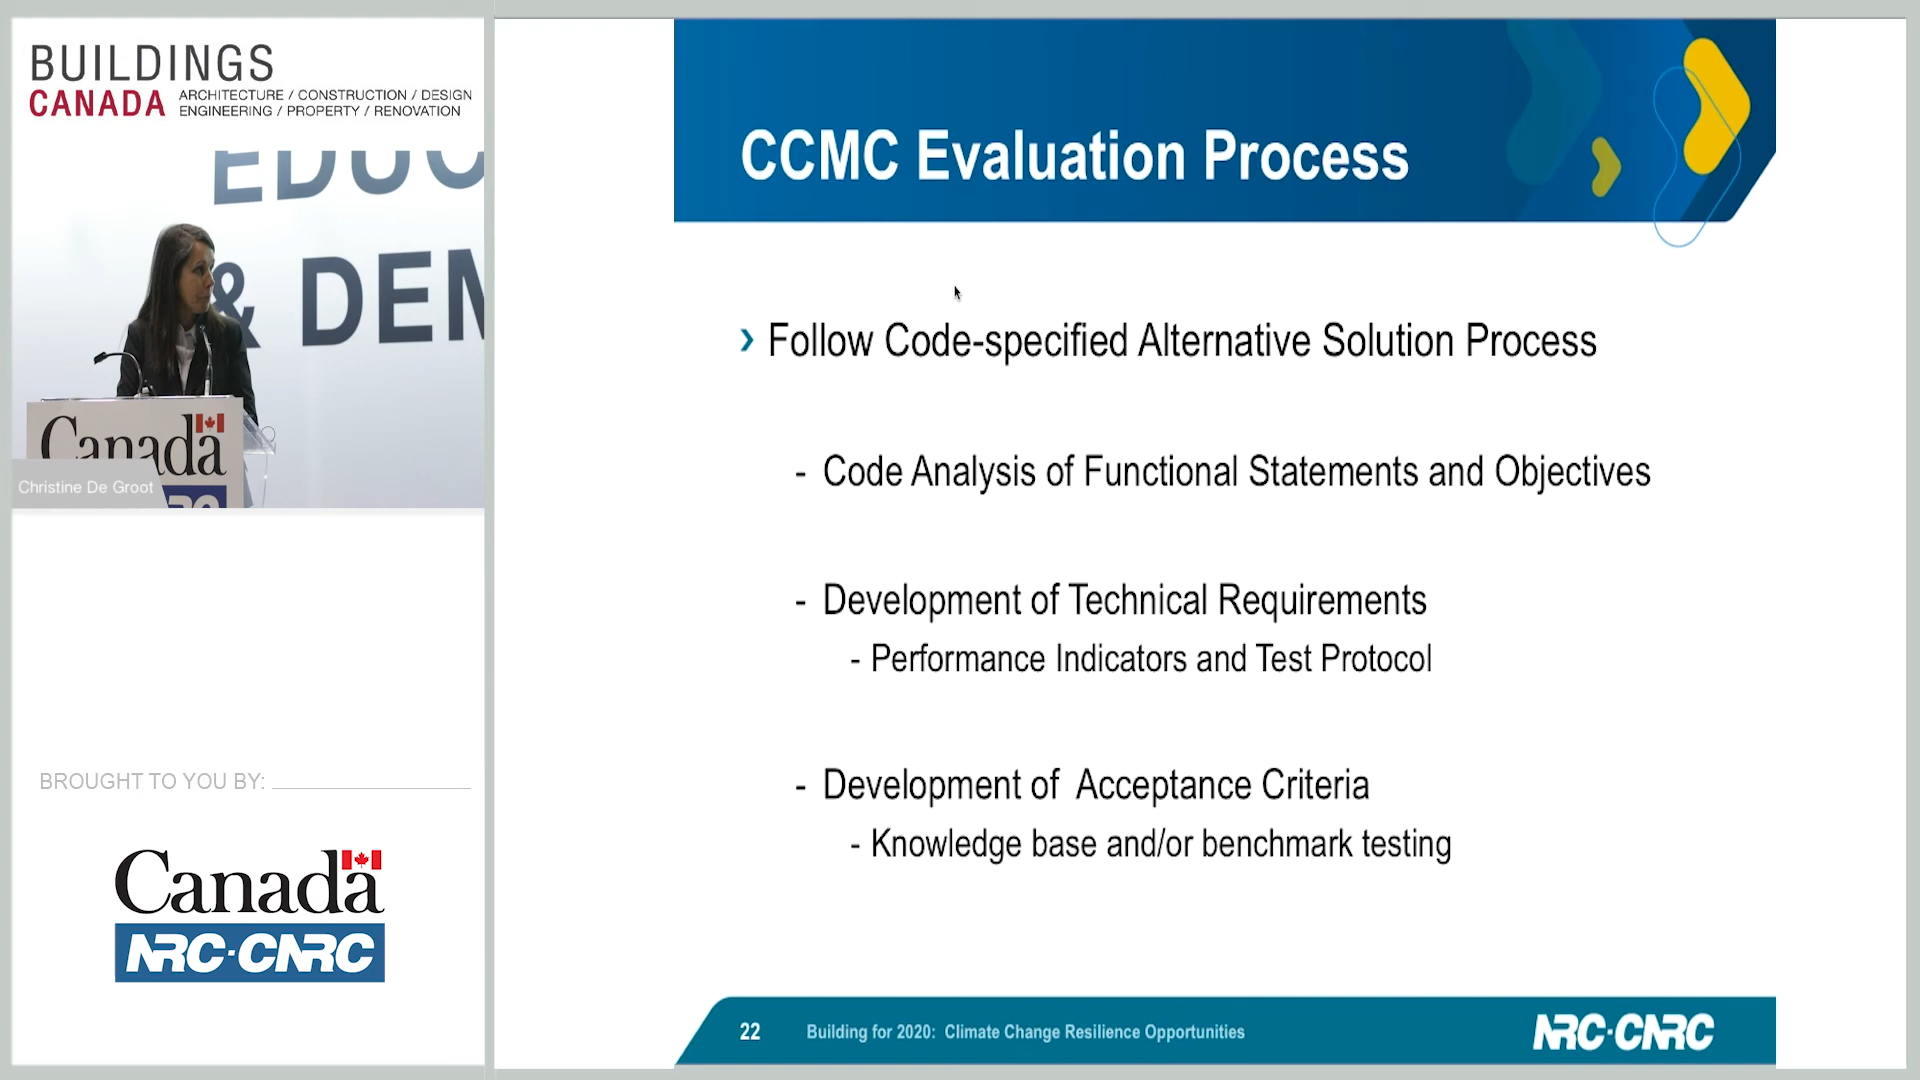 BUILDINGS
CANADA ARCHITECTURE / CONSTRUCTION / DESIGN
ENGINEERING / PROPERTY / RENOVATION
& DEM
Canada
Christine De Groot
BROUGHT TO YOU BY:
Canada
NRC·CNRC
CCMC Evaluation Process
› Follow Code-specified Alternative Solution Process
- Code Analysis of Functional Statements and Objectives
- Development of Technical Requirements
- Performance Indicators and Test Protocol
- Development of Acceptance Criteria
- Knowledge base and/or benchmark testing
22 Building for 2020: Climate Change Resilience Opportunities NRC·CNRC